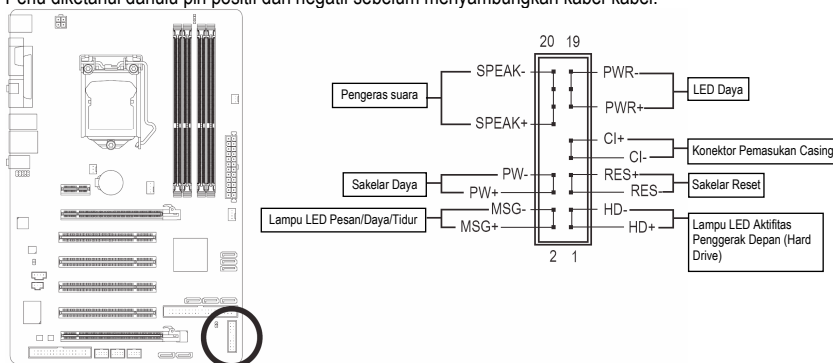 Perlu diketahui dahulu pin positif dan negatif sebelum menyambungkan kabel-kabel.
20 19
SPEAK-
SPEAK+
Pengeras suara
PWR-
PWR+
LED Daya
CI+
CI-
Konektor Pemasukan Casing
PW-
PW+
Sakelar Daya
RES+
RES-
Sakelar Reset
MSG-
MSG+
Lampu LED Pesan/Daya/Tidur
HD-
HD+
Lampu LED Aktifitas
Penggerak Depan (Hard
Drive)
2 1